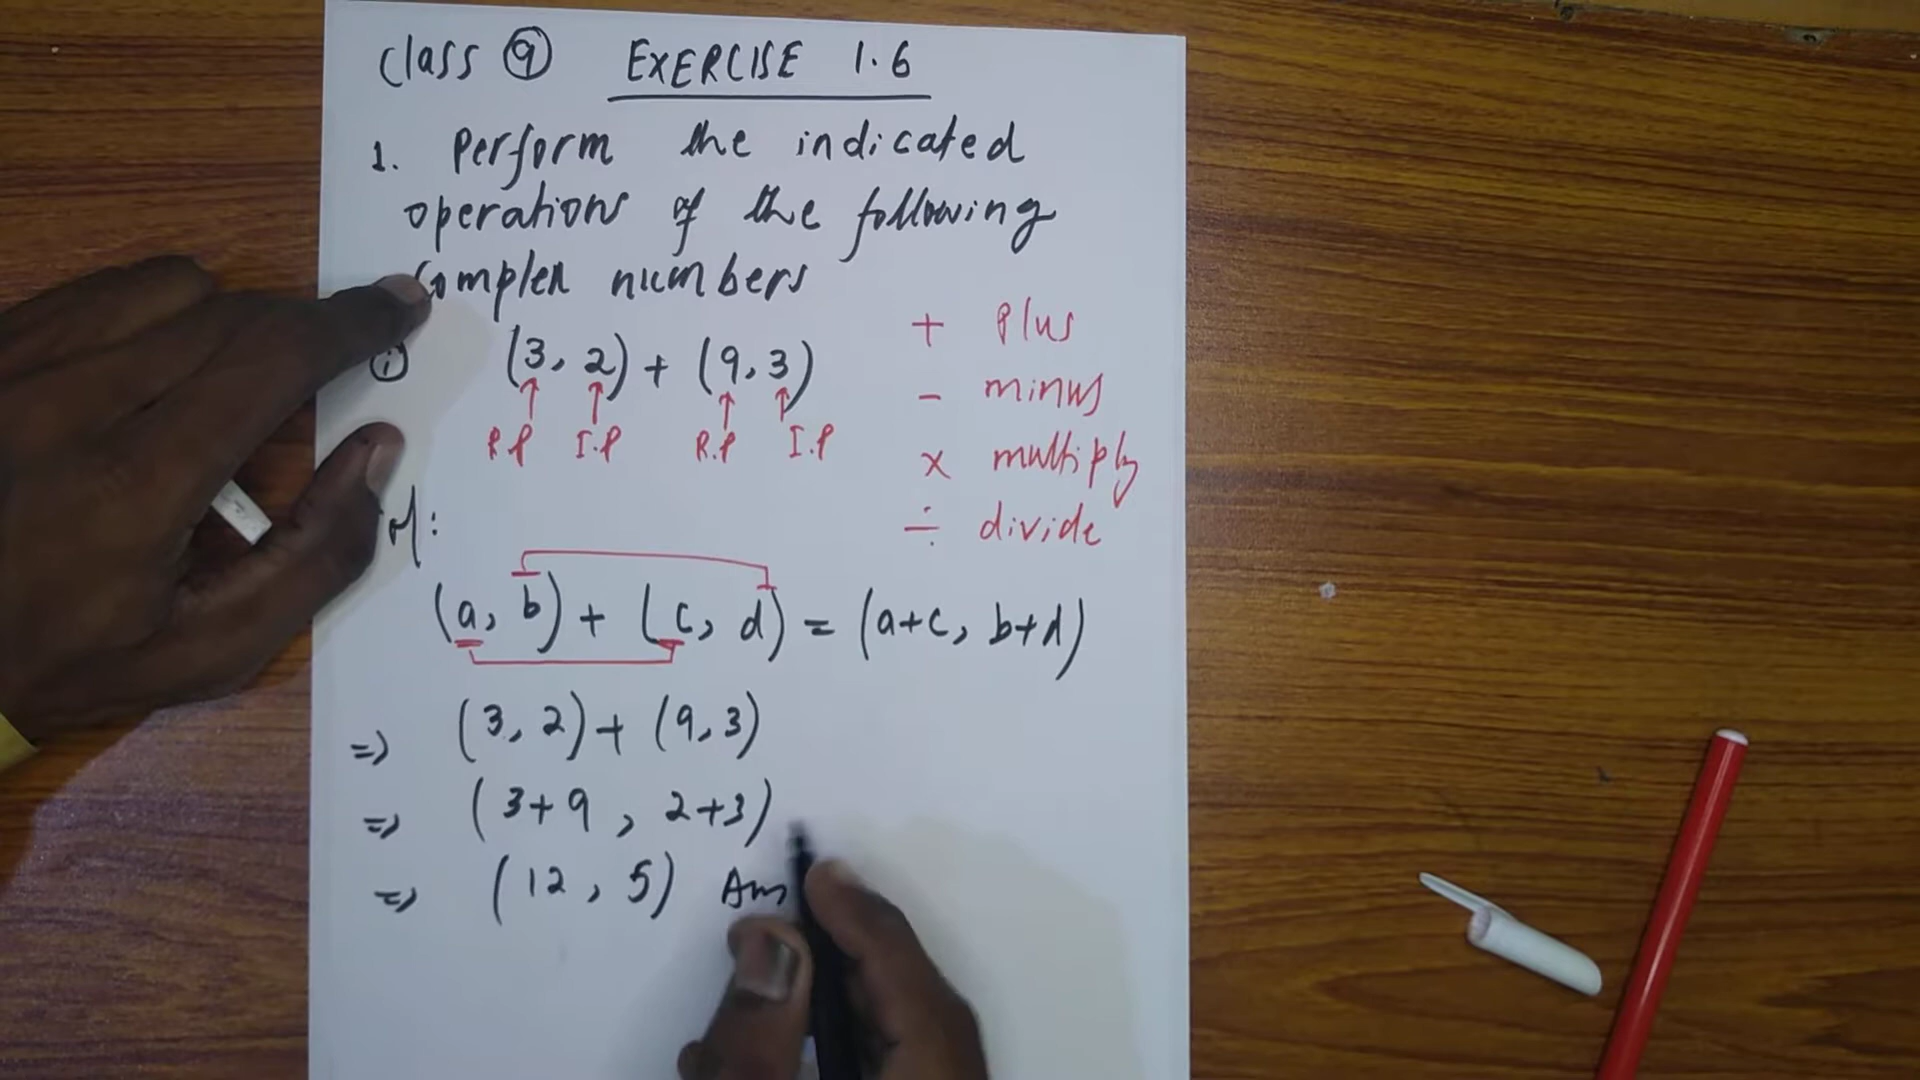 Class 9 EXERCISE 1.6
1. Perform the indicated
operations of the following
Complex numbers
(i) (3, 2) + (9, 3)
R.P I.P R.P I.P
+ Plus
- minus
× multiply
÷ divide
(a, b) + (c, d) = (a+c, b+d)
=> (3, 2) + (9, 3)
=> (3+9, 2+3)
=> (12, 5) Ans